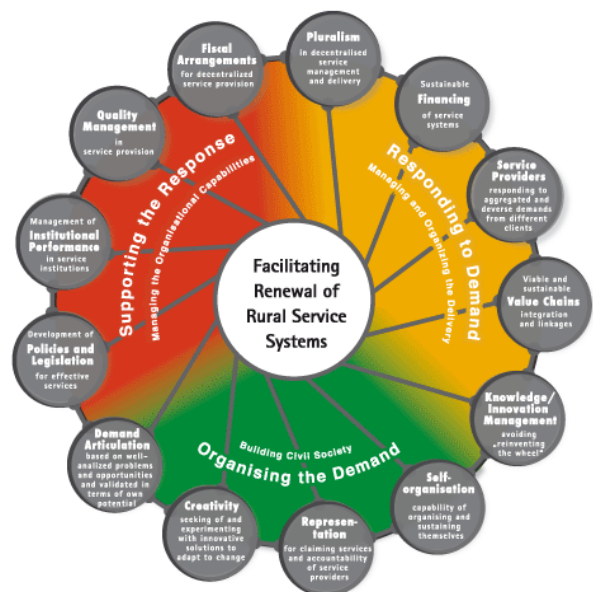 Facilitating
Renewal of
Rural Service
Systems
Supporting the Response
Managing the Organisational Capabilities
Responding to Demand
Managing and Organizing the Delivery
Building Civil Society
Organising the Demand
Pluralism
in decentralised
service
management
and delivery
Sustainable
Financing
of service
systems
Service
Providers
responding to
aggregated and
deverse demands
from different
clients
Viable and
sustainable
Value Chains
integration
and linkages
Knowledge/
Innovation
Management
avoiding
„reinventing
the wheel"
Self-
organisation
capability of
organising and
sustaining
themselves
Represen-
tation
for claiming services
and accountability
of service
providers
Creativity
seeking of and
experimenting
with innovative
solutions to
adapt to change
Demand
Articulation
based on well-
analized problems
and opportunities
and validated in
terms of own
potential
Development of
Policies and
Legislation
for effective
services
Management of
Institutional
Performance
in service
institutions
Quality
Management
in
service provision
Fiscal
Arrangements
for decentralized
service provision